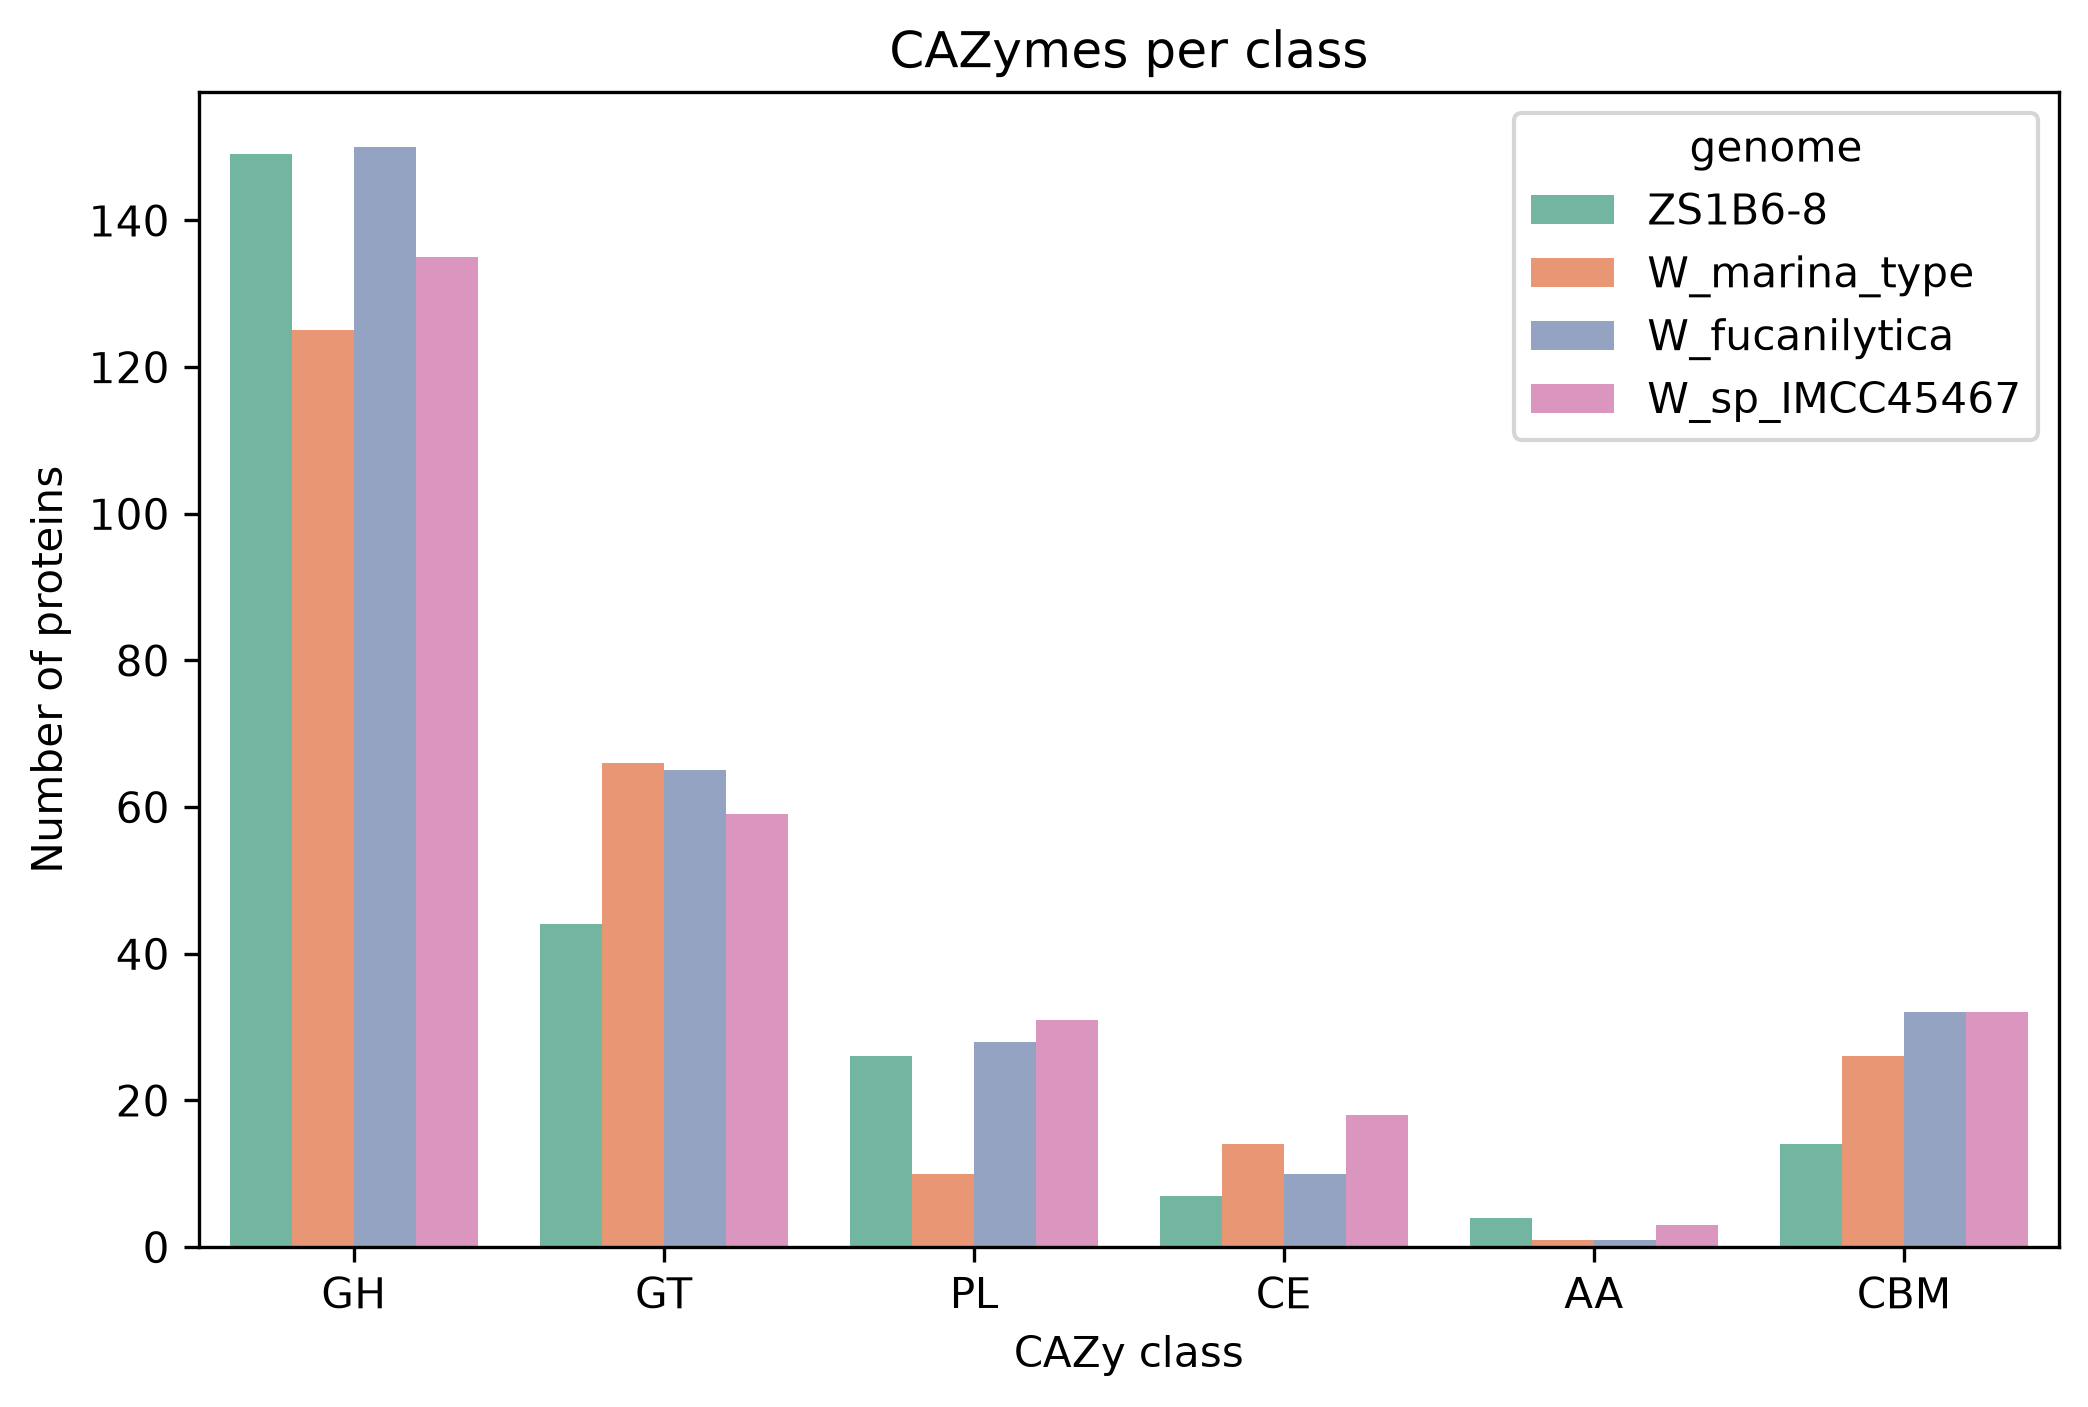 CAZymes per class
genome
ZS1B6-8
W_marina_type
W_fucanilytica
W_sp_IMCC45467
Number of proteins
140
120
100
80
60
40
20
0
GH GT PL CE AA CBM
CAZy class